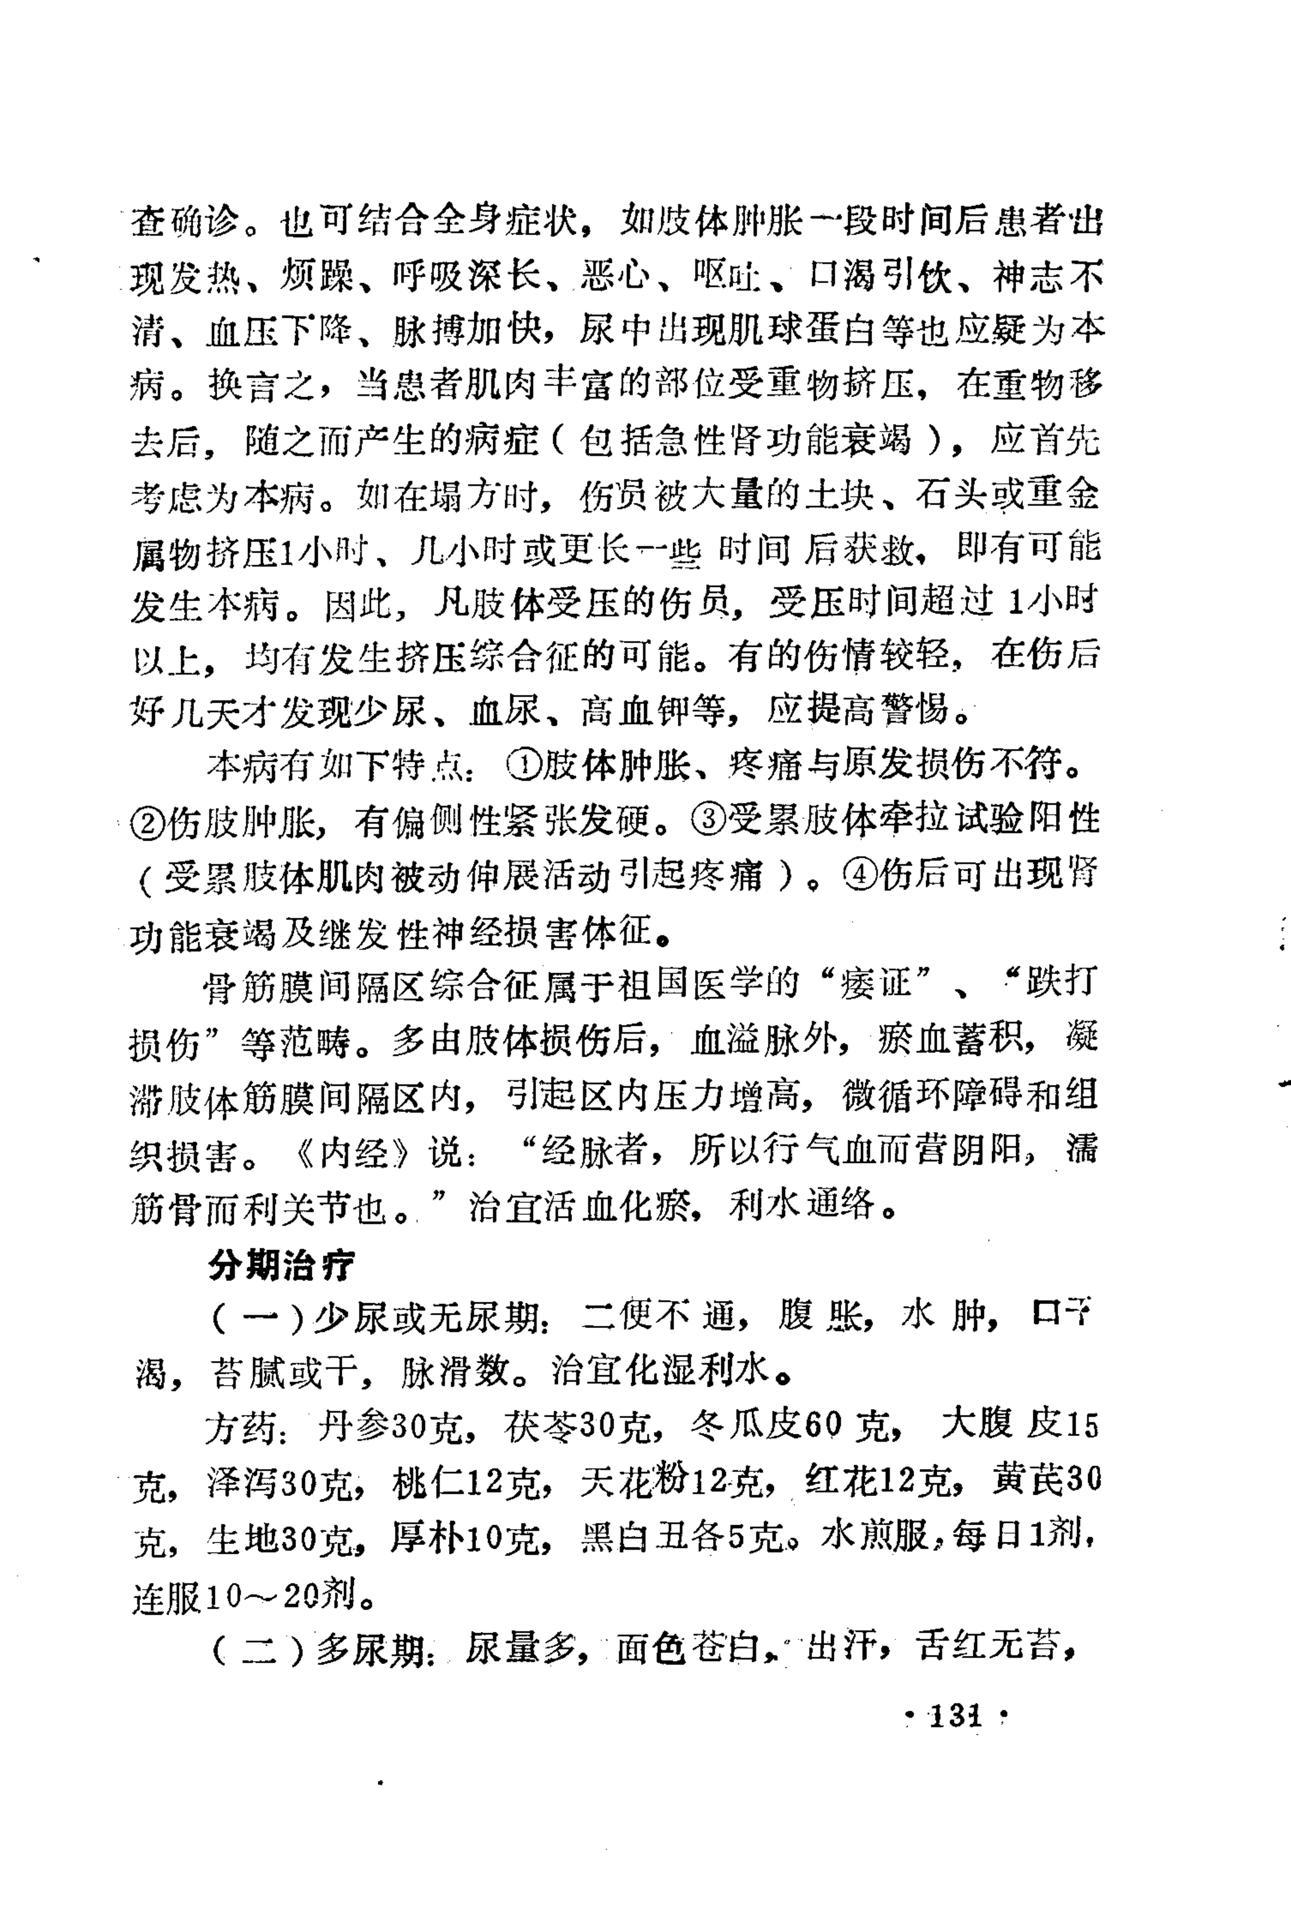 查确诊。也可结合全身症状，如肢体肿胀一段时间后患者出
现发热、烦躁、呼吸深长、恶心、呕吐、口渴引饮、神志不
清、血压下降、脉搏加快，尿中出现肌球蛋白等也应疑为本
病。换言之，当患者肌肉丰富的部位受重物挤压，在重物移
去后，随之而产生的病症（包括急性肾功能衰竭），应首先
考虑为本病。如在塌方时，伤员被大量的土块、石头或重金
属物挤压1小时、几小时或更长一些时间后获救，即有可能
发生本病。因此，凡肢体受压的伤员，受压时间超过1小时
以上，均有发生挤压综合征的可能。有的伤情较轻，在伤后
好几天才发现少尿、血尿、高血钾等，应提高警惕。
本病有如下特点：①肢体肿胀、疼痛与原发损伤不符。
②伤肢肿胀，有偏侧性紧张发硬。③受累肢体牵拉试验阳性
（受累肢体肌肉被动伸展活动引起疼痛）。④伤后可出现肾
功能衰竭及继发性神经损害体征。
骨筋膜间隔区综合征属于祖国医学的“痿证”、“跌打
损伤”等范畴。多由肢体损伤后，血溢脉外，瘀血蓄积，凝
滞肢体筋膜间隔区内，引起区内压力增高，微循环障碍和组
织损害。《内经》说：“经脉者，所以行气血而营阴阳，濡
筋骨而利关节也。”治宜活血化瘀，利水通络。
分期治疗
（一）少尿或无尿期：二便不通，腹胀，水肿，口干
渴，苔腻或干，脉滑数。治宜化湿利水。
方药：丹参30克，茯苓30克，冬瓜皮60克，大腹皮15
克，泽泻30克，桃仁12克，天花粉12克，红花12克，黄芪30
克，生地30克，厚朴10克，黑白丑各5克。水煎服，每日1剂，
连服10～20剂。
（二）多尿期：尿量多，面色苍白，出汗，舌红无苔，
·131·